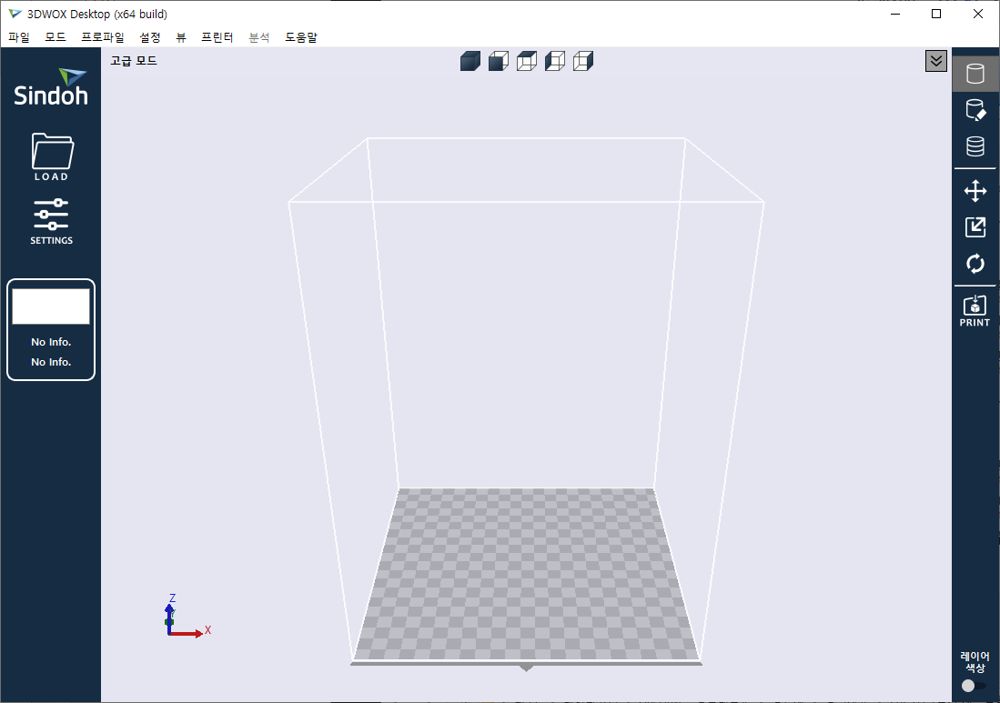 3DWOX Desktop (x64 build)
파일 모드 프로파일 설정 뷰 프린터 분석 도움말
고급 모드
Sindoh
LOAD
SETTINGS
No Info.
No Info.
PRINT
Z
Y
X
레이어
색상